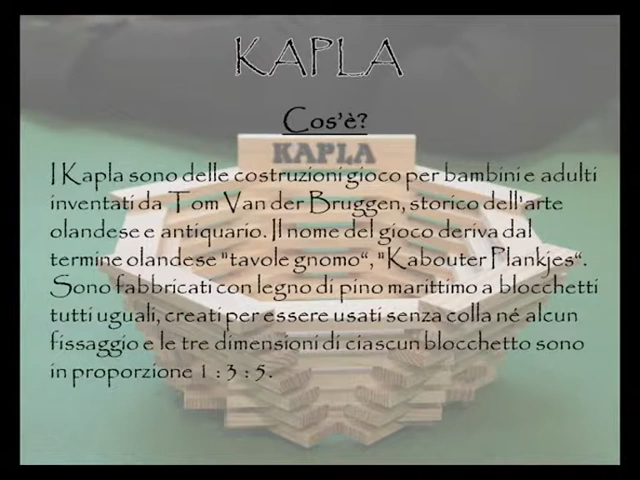 KAPLA
Cos'è?
KAPLA
I Kapla sono delle costruzioni gioco per bambini e adulti
inventati da Tom Van der Bruggen, storico dell'arte
olandese e antiquario. Il nome del gioco deriva dal
termine olandese "tavole gnomo“, "Kabouter Plankjes“.
Sono fabbricati con legno di pino marittimo a blocchetti
tutti uguali, creati per essere usati senza colla né alcun
fissaggio e le tre dimensioni di ciascun blocchetto sono
in proporzione 1 : 3 : 5.